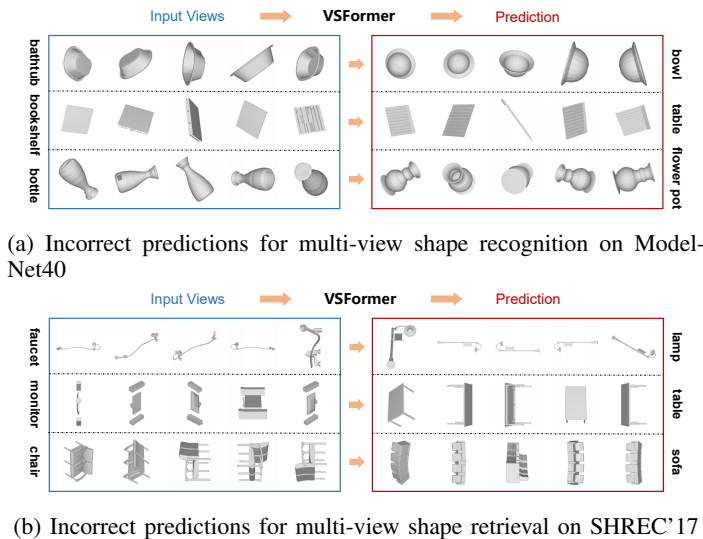 Input Views VSFormer Prediction
bathtub bowl
bookshelf table
bottle flower pot
(a) Incorrect predictions for multi-view shape recognition on Model-
Net40
Input Views VSFormer Prediction
faucet lamp
monitor table
chair sofa
(b) Incorrect predictions for multi-view shape retrieval on SHREC'17